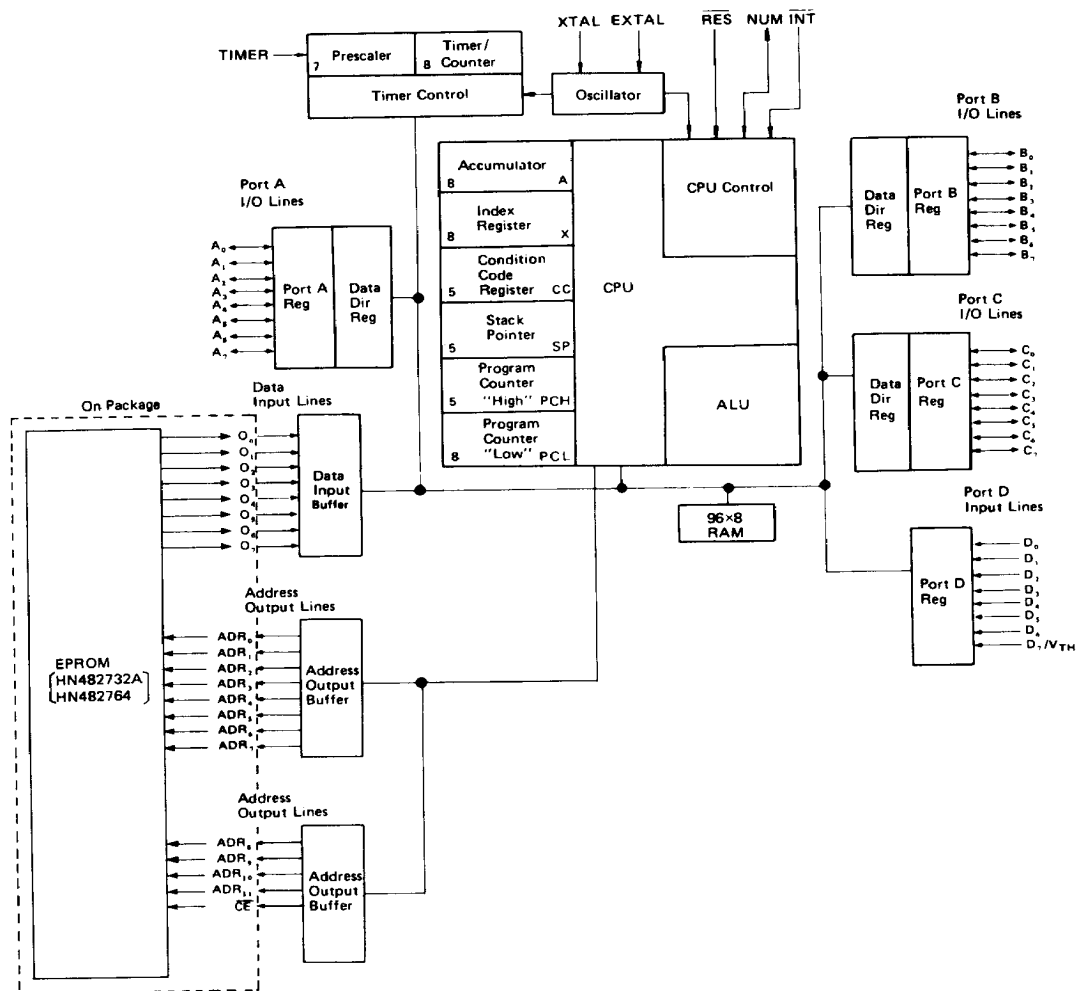 XTAL EXTAL R̅E̅S̅ NUM I̅N̅T̅
TIMER
7 Prescaler
8 Timer/
Counter
Timer Control
Oscillator
Port A
I/O Lines
A₀
A₁
A₂
A₃
A₄
A₅
A₆
A₇
Port A
Reg
Data
Dir
Reg
Accumulator
8 A
Index
Register
8 X
Condition
Code
Register
5 CC
Stack
Pointer
5 SP
Program
Counter
"High" PCH
5
Program
Counter
"Low" PCL
8
CPU
CPU Control
ALU
96×8
RAM
Port B
I/O Lines
Data
Dir
Reg
Port B
Reg
B₀
B₁
B₂
B₃
B₄
B₅
B₆
B₇
Port C
I/O Lines
Data
Dir
Reg
Port C
Reg
C₀
C₁
C₂
C₃
C₄
C₅
C₆
C₇
Port D
Input Lines
Port D
Reg
D₀
D₁
D₂
D₃
D₄
D₅
D₆
D₇/V_TH
On Package
Data
Input Lines
O₀
O₁
O₂
O₃
O₄
O₅
O₆
O₇
Data
Input
Buffer
EPROM
HN482732A
HN482764
Address
Output Lines
ADR₀
ADR₁
ADR₂
ADR₃
ADR₄
ADR₅
ADR₆
ADR₇
Address
Output
Buffer
Address
Output Lines
ADR₈
ADR₉
ADR₁₀
ADR₁₁
C̅E̅
Address
Output
Buffer